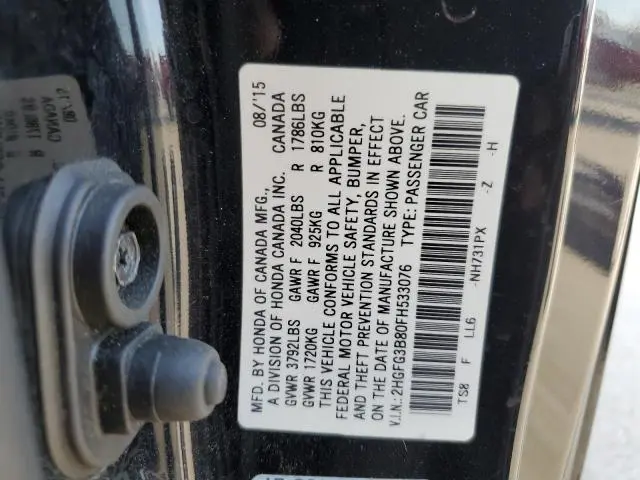 MFD. BY HONDA OF CANADA MFG., 08/'15
A DIVISION OF HONDA CANADA INC. CANADA
GVWR 3792LBS GAWR F 2040LBS R 1786LBS
GVWR 1720KG GAWR F 925KG R 810KG
THIS VEHICLE CONFORMS TO ALL APPLICABLE
FEDERAL MOTOR VEHICLE SAFETY, BUMPER,
AND THEFT PREVENTION STANDARDS IN EFFECT
ON THE DATE OF MANUFACTURE SHOWN ABOVE.
V.I.N.: 2HGFG3B80FH533076 TYPE: PASSENGER CAR
TS8 F LL6 -NH731PX -Z -H